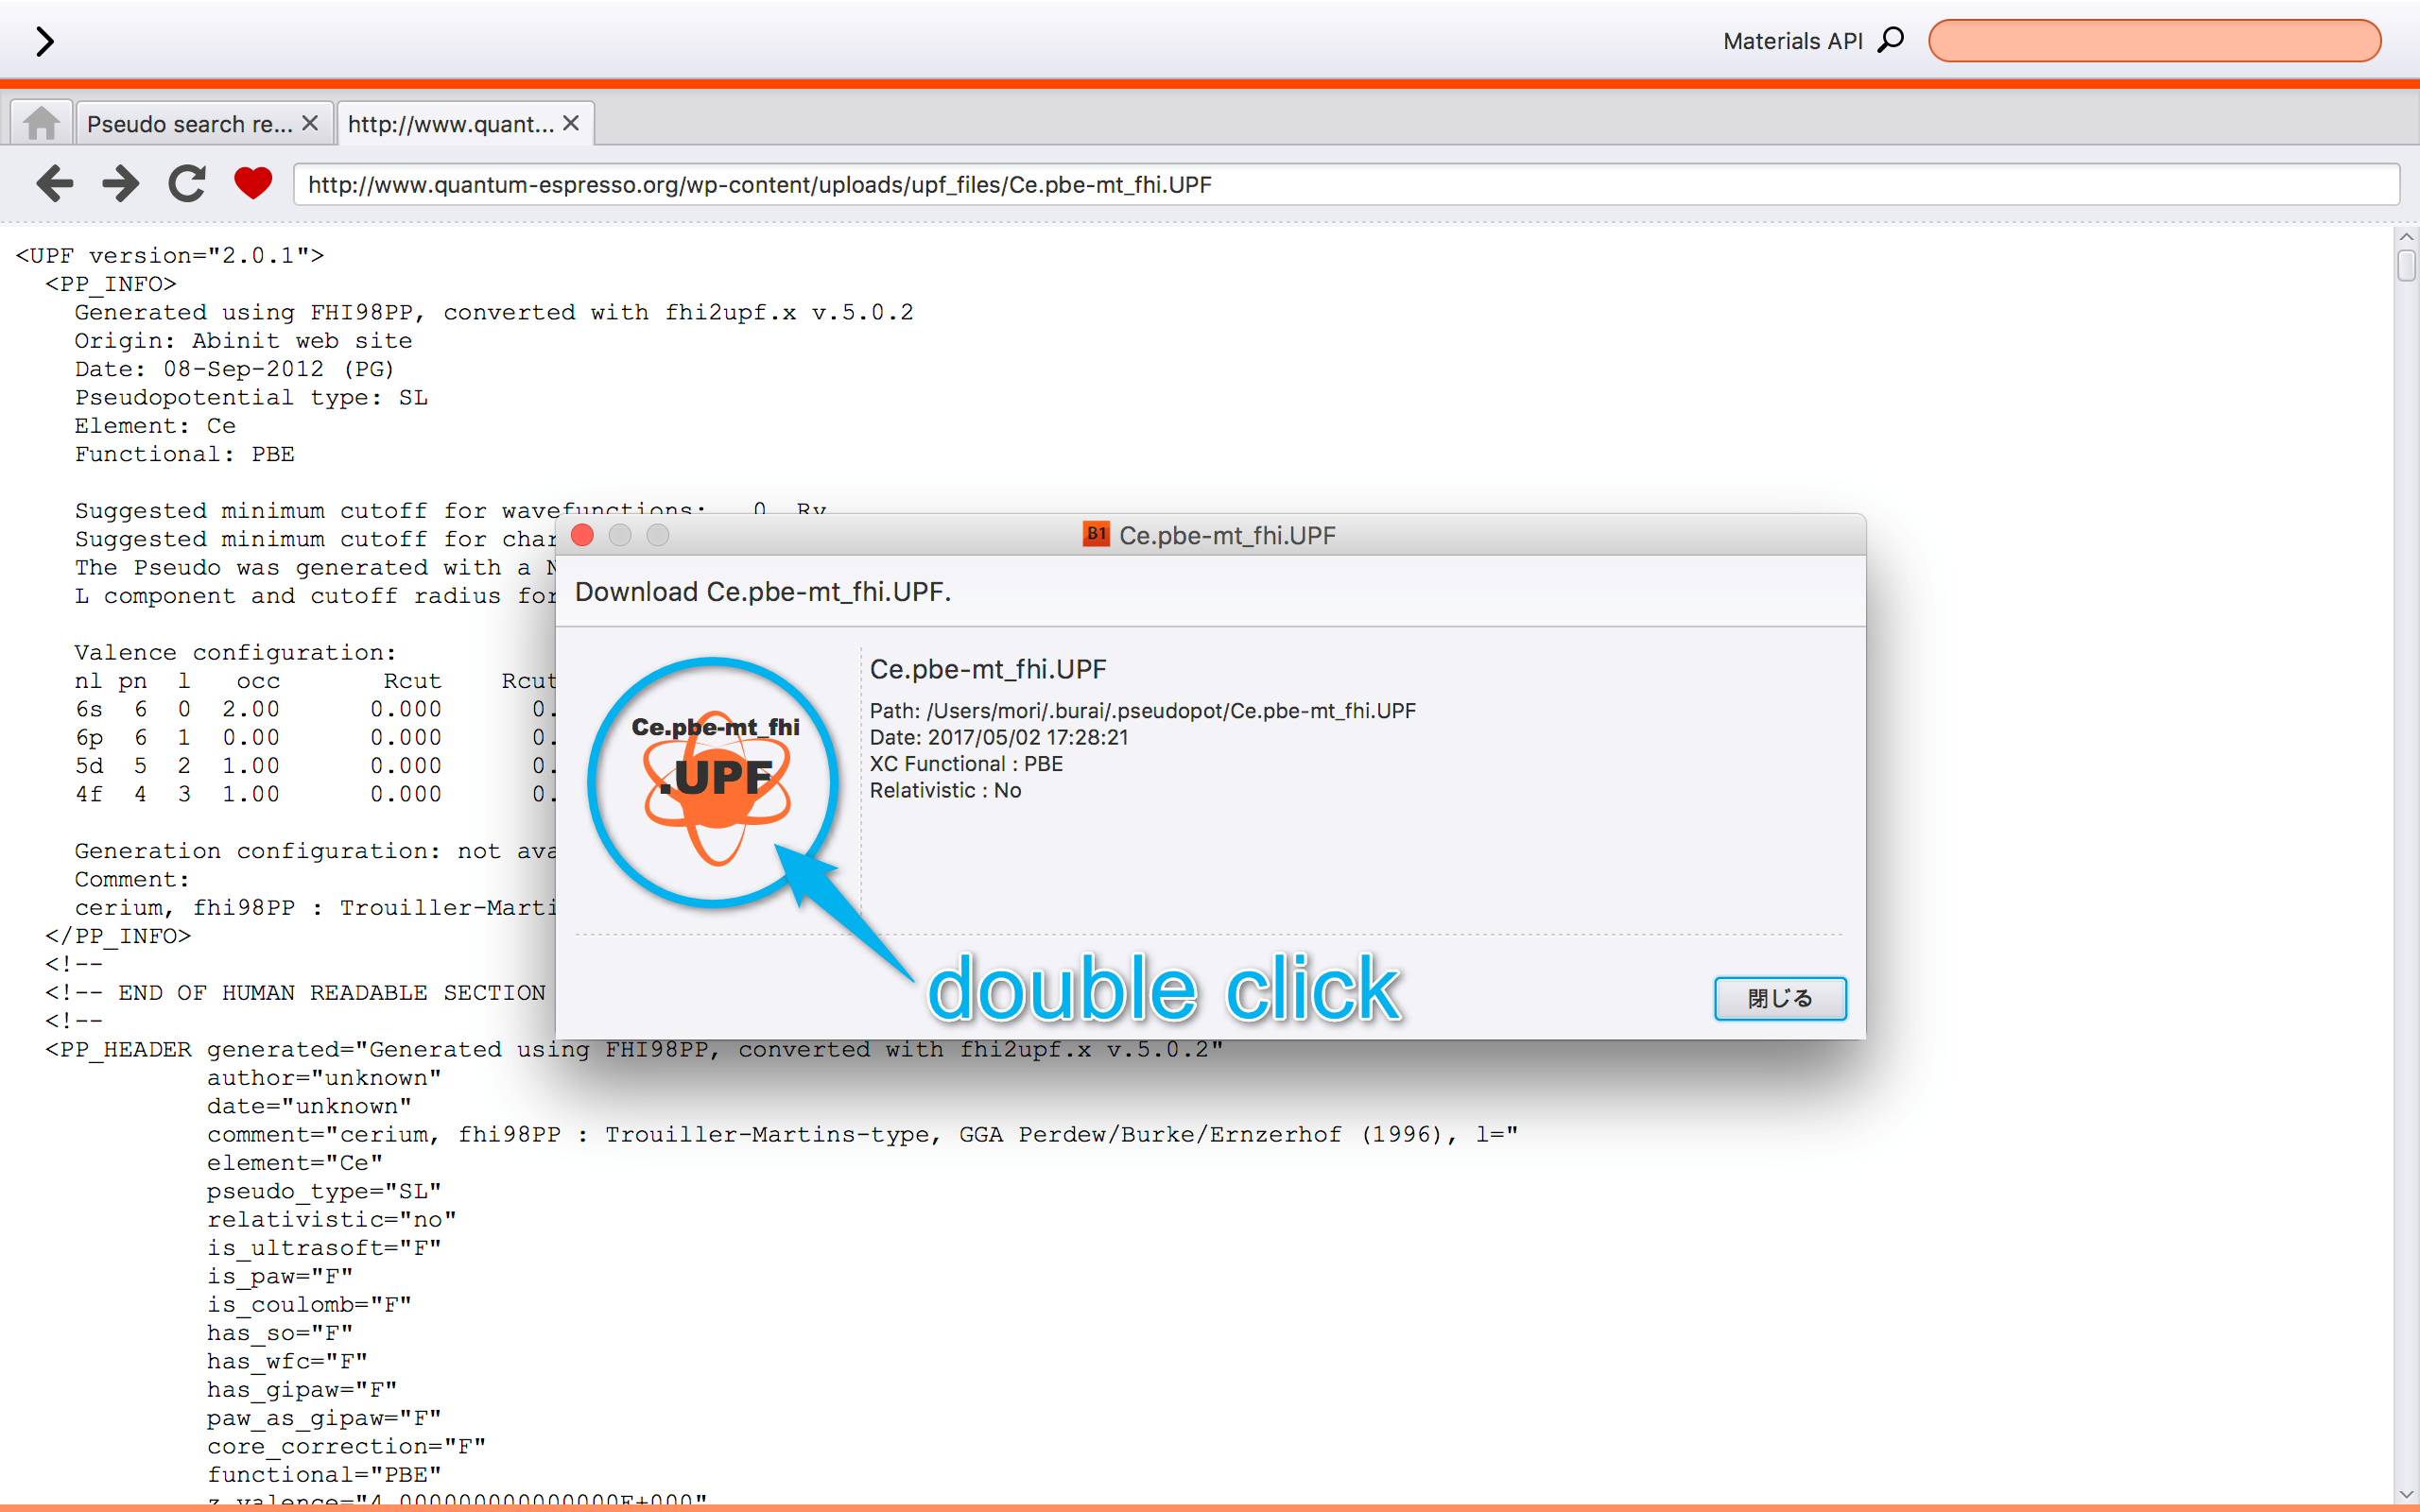 Materials API
Pseudo search re...
http://www.quant...
http://www.quantum-espresso.org/wp-content/uploads/upf_files/Ce.pbe-mt_fhi.UPF
<UPF version="2.0.1">
<PP_INFO>
Generated using FHI98PP, converted with fhi2upf.x v.5.0.2
Origin: Abinit web site
Date: 08-Sep-2012 (PG)
Pseudopotential type: SL
Element: Ce
Functional: PBE
Suggested minimum cutoff for wavefunctions: 0. Ry
Suggested minimum cutoff for char
The Pseudo was generated with a N
L component and cutoff radius for
Valence configuration:
nl pn l occ Rcut Rcut
6s 6 0 2.00 0.000 0.
6p 6 1 0.00 0.000 0.
5d 5 2 1.00 0.000 0.
4f 4 3 1.00 0.000 0.
Generation configuration: not ava
Comment:
cerium, fhi98PP : Trouiller-Marti
</PP_INFO>
<!--
<!-- END OF HUMAN READABLE SECTION
<!--
<PP_HEADER generated="Generated using FHI98PP, converted with fhi2upf.x v.5.0.2"
author="unknown"
date="unknown"
comment="cerium, fhi98PP : Trouiller-Martins-type, GGA Perdew/Burke/Ernzerhof (1996), l="
element="Ce"
pseudo_type="SL"
relativistic="no"
is_ultrasoft="F"
is_paw="F"
is_coulomb="F"
has_so="F"
has_wfc="F"
has_gipaw="F"
paw_as_gipaw="F"
core_correction="F"
functional="PBE"
z_valence="4.000000000000000E+000"
B1 Ce.pbe-mt_fhi.UPF
Download Ce.pbe-mt_fhi.UPF.
Ce.pbe-mt_fhi
.UPF
Ce.pbe-mt_fhi.UPF
Path: /Users/mori/.burai/.pseudopot/Ce.pbe-mt_fhi.UPF
Date: 2017/05/02 17:28:21
XC Functional : PBE
Relativistic : No
double click
閉じる